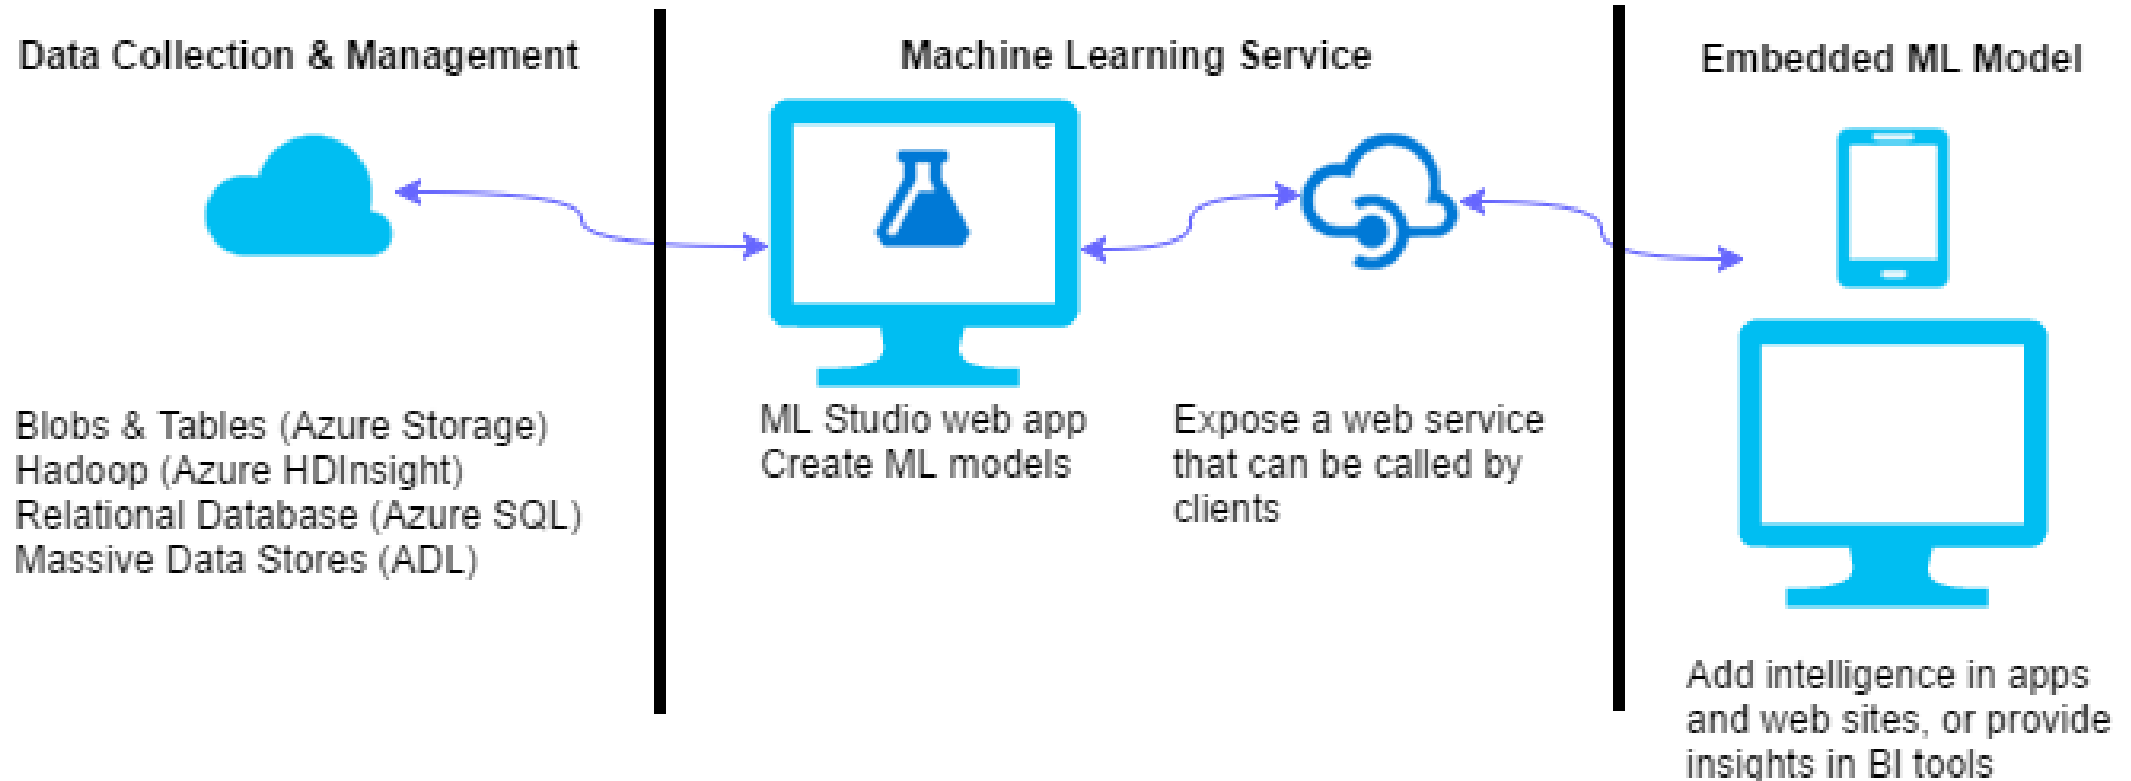 Data Collection & Management
Machine Learning Service
Embedded ML Model
Blobs & Tables (Azure Storage)
Hadoop (Azure HDInsight)
Relational Database (Azure SQL)
Massive Data Stores (ADL)
ML Studio web app
Create ML models
Expose a web service
that can be called by
clients
Add intelligence in apps
and web sites, or provide
insights in BI tools